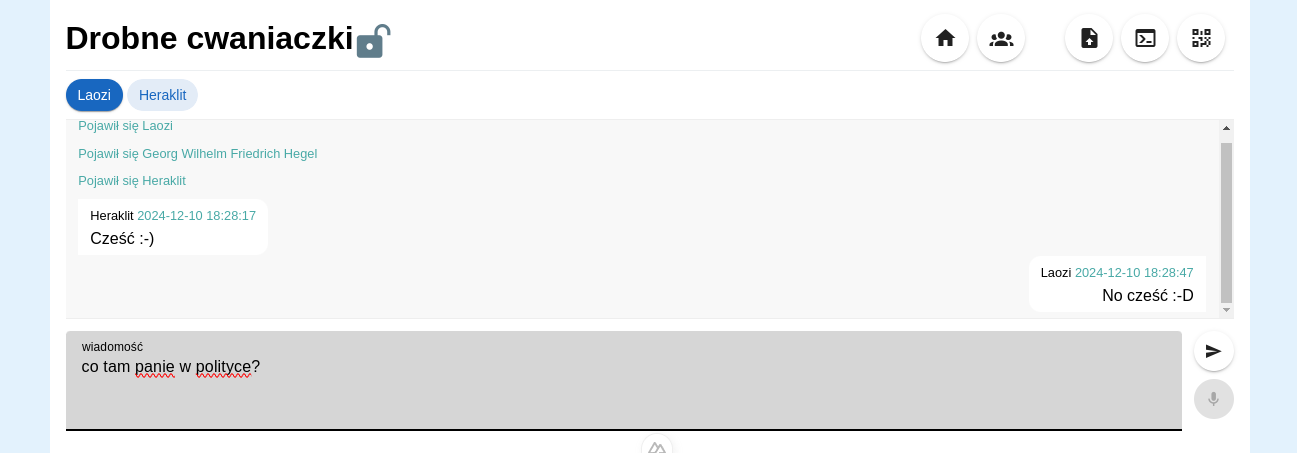 Drobne cwaniaczki
Laozi Heraklit
Pojawił się Laozi
Pojawił się Georg Wilhelm Friedrich Hegel
Pojawił się Heraklit
Heraklit 2024-12-10 18:28:17
Cześć :-)
Laozi 2024-12-10 18:28:47
No cześć :-D
wiadomość
co tam panie w polityce?